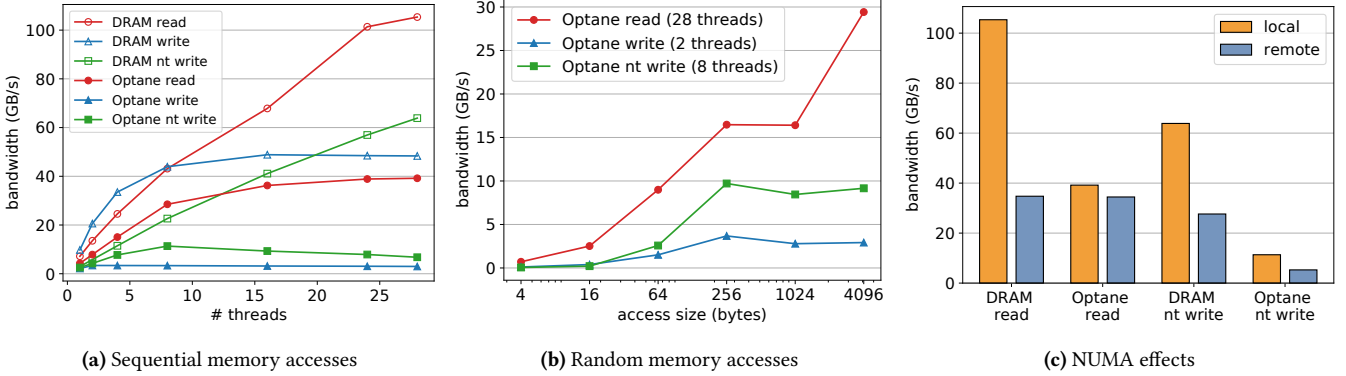 bandwidth (GB/s)
100
80
60
40
20
0
DRAM read
DRAM write
DRAM nt write
Optane read
Optane write
Optane nt write
0 5 10 15 20 25
# threads
(a) Sequential memory accesses
bandwidth (GB/s)
30
25
20
15
10
5
0
Optane read (28 threads)
Optane write (2 threads)
Optane nt write (8 threads)
4 16 64 256 1024 4096
access size (bytes)
(b) Random memory accesses
bandwidth (GB/s)
100
80
60
40
20
0
local
remote
DRAM Optane DRAM Optane
read read nt write nt write
(c) NUMA effects